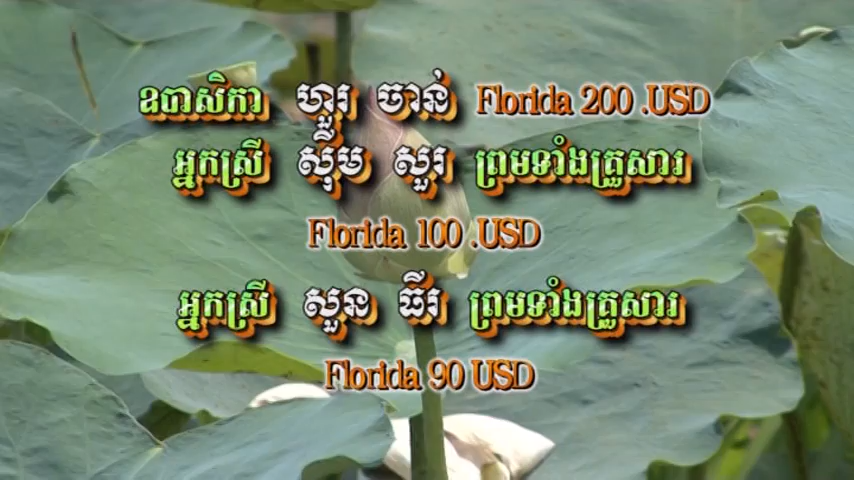 ឧបាសិកា ហួរ ចាន់ Florida 200 .USD
អ្នកស្រី ស៊ឹម សួរ ព្រមទាំងគ្រួសារ
Florida 100 .USD
អ្នកស្រី សួន ធីរ ព្រមទាំងគ្រួសារ
Florida 90 USD